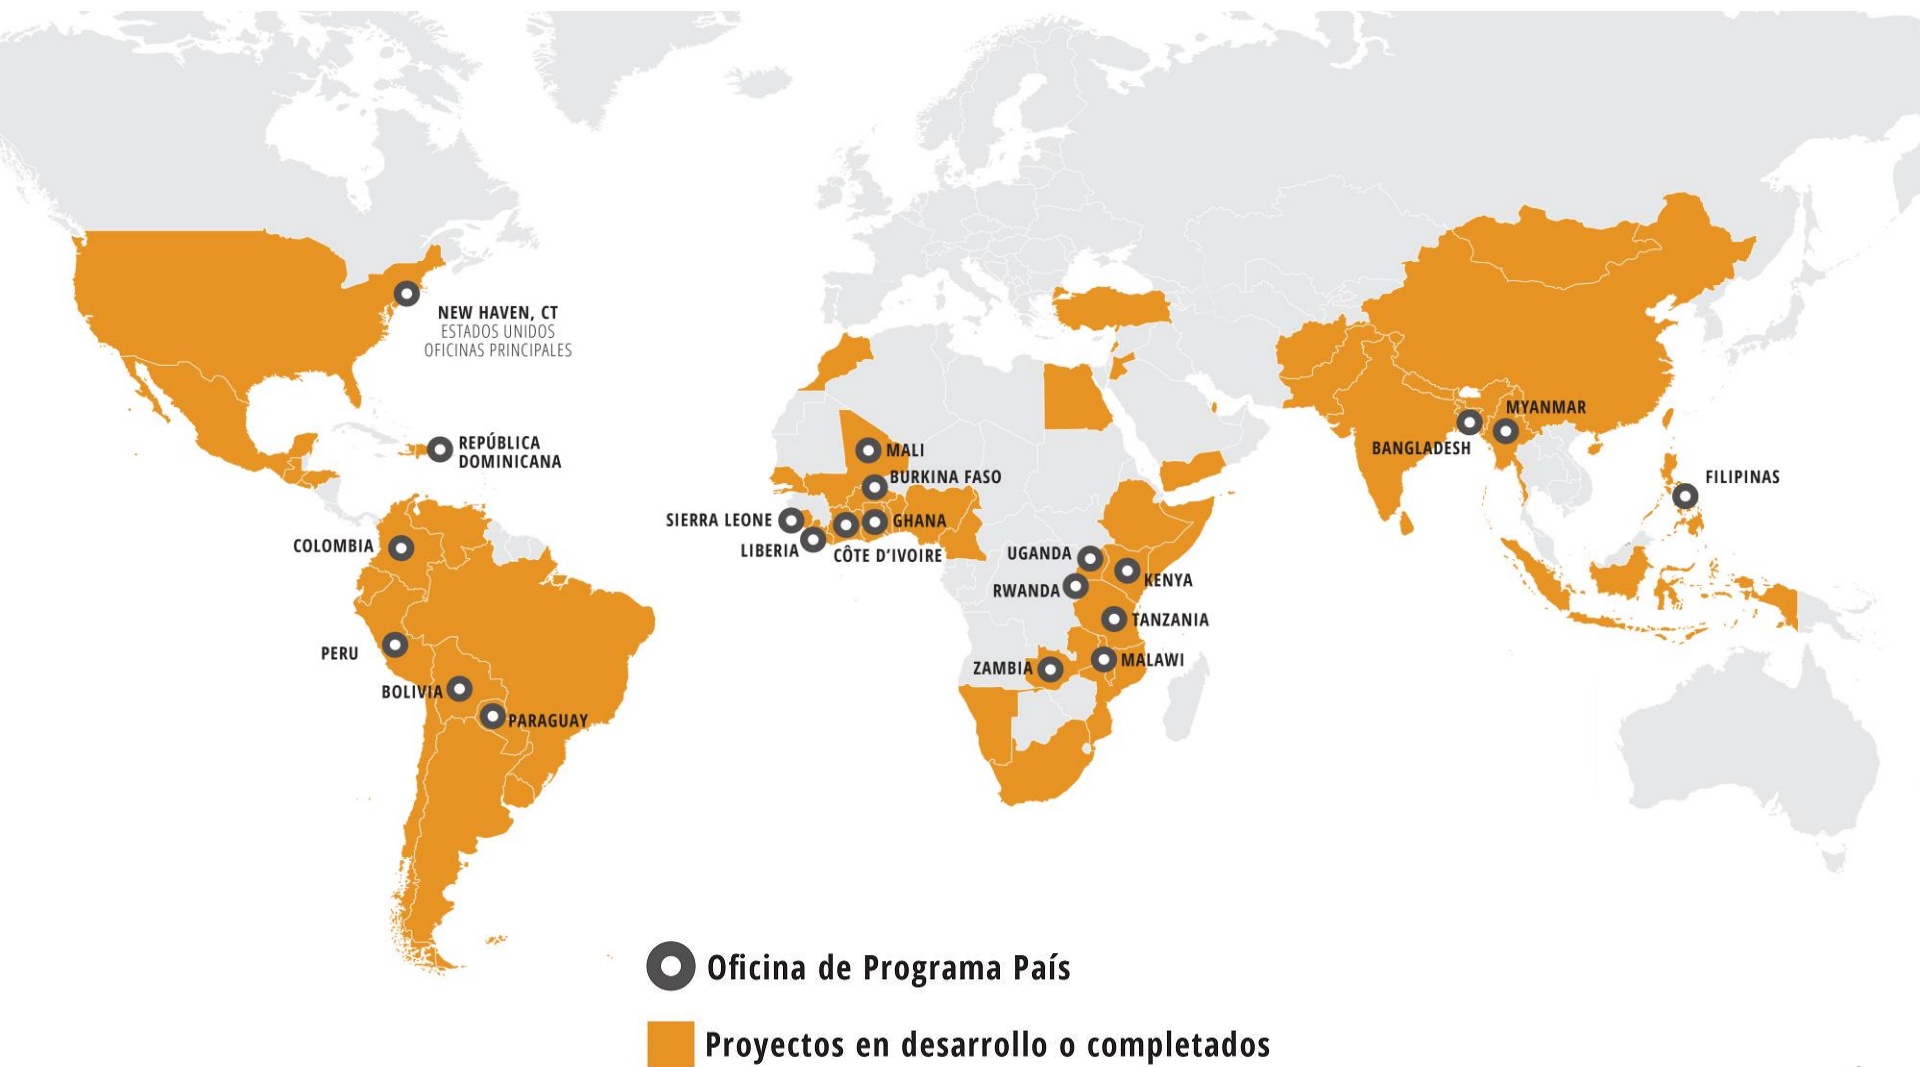 NEW HAVEN, CT
ESTADOS UNIDOS
OFICINAS PRINCIPALES
REPÚBLICA
DOMINICANA
COLOMBIA
PERU
BOLIVIA
PARAGUAY
MALI
BURKINA FASO
SIERRA LEONE
GHANA
LIBERIA
CÔTE D'IVOIRE
UGANDA
KENYA
RWANDA
TANZANIA
ZAMBIA
MALAWI
MYANMAR
BANGLADESH
FILIPINAS
Oficina de Programa País
Proyectos en desarrollo o completados